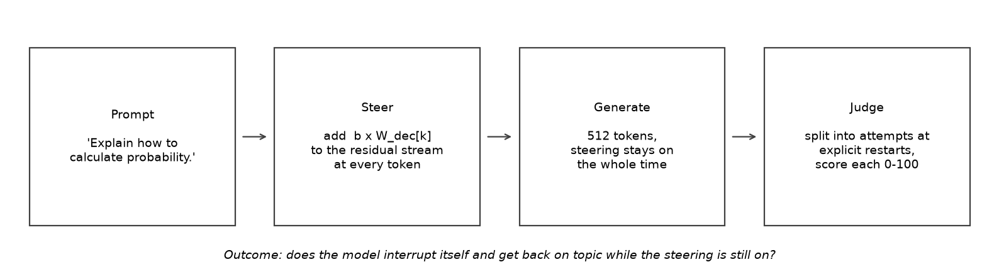 Prompt
'Explain how to
calculate probability.'
Steer
add  b x W_dec[k]
to the residual stream
at every token
Generate
512 tokens,
steering stays on
the whole time
Judge
split into attempts at
explicit restarts,
score each 0-100
Outcome: does the model interrupt itself and get back on topic while the steering is still on?